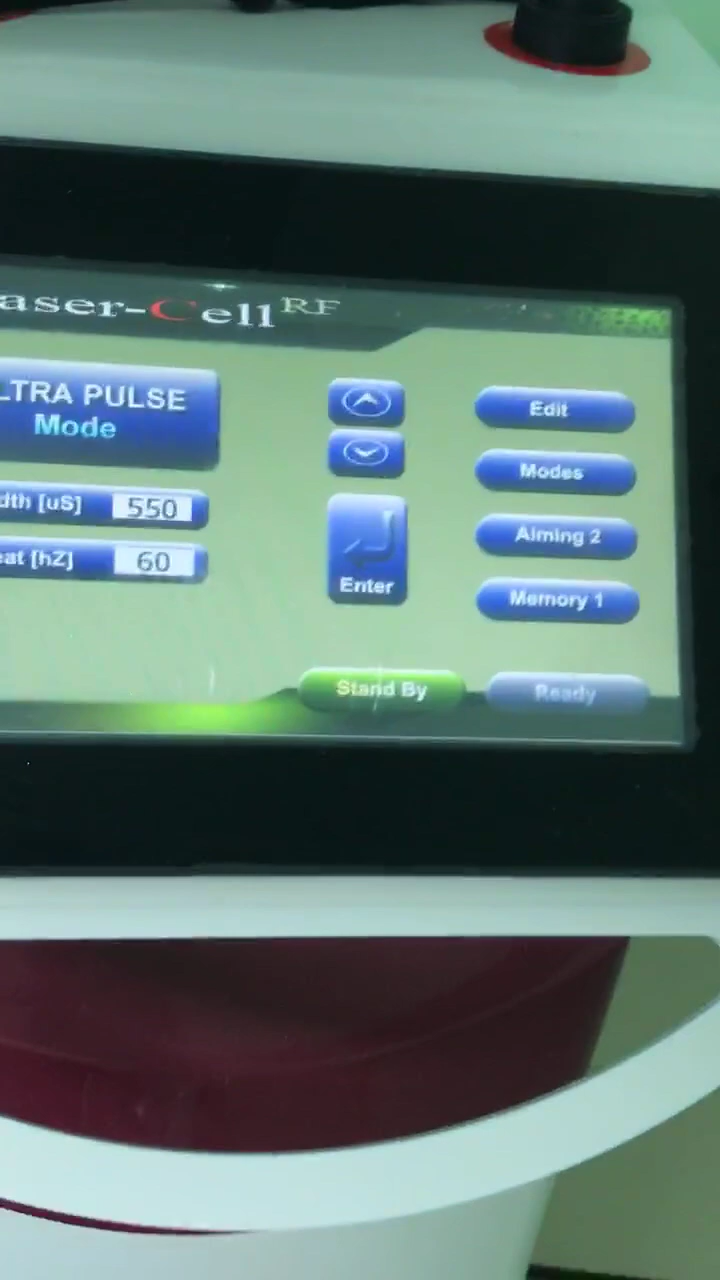 aser-Cell RF
LTRA PULSE
Mode
dth [uS] 550
eat [hZ] 60
Enter
Edit
Modes
Aiming 2
Memory 1
Stand By
Ready